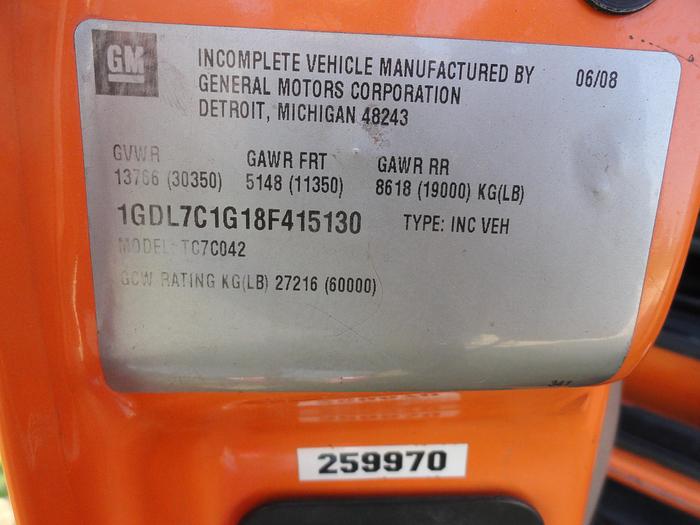 GM
INCOMPLETE VEHICLE MANUFACTURED BY 06/08
GENERAL MOTORS CORPORATION
DETROIT, MICHIGAN 48243
GVWR GAWR FRT GAWR RR
13766 (30350) 5148 (11350) 8618 (19000) KG(LB)
1GDL7C1G18F415130 TYPE: INC VEH
MODEL: TC7C042
GCW RATING KG(LB) 27216 (60000)
341
259970